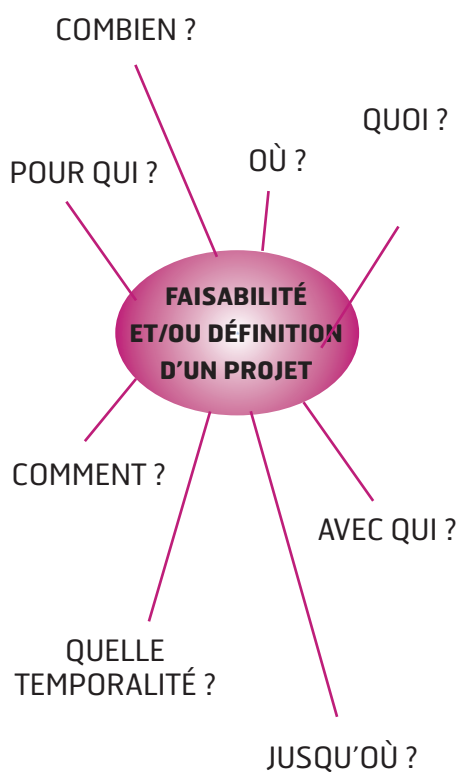 COMBIEN ?
QUOI ?
OÙ ?
POUR QUI ?
FAISABILITÉ
ET/OU DÉFINITION
D'UN PROJET
COMMENT ?
AVEC QUI ?
QUELLE
TEMPORALITÉ ?
JUSQU'OÙ ?